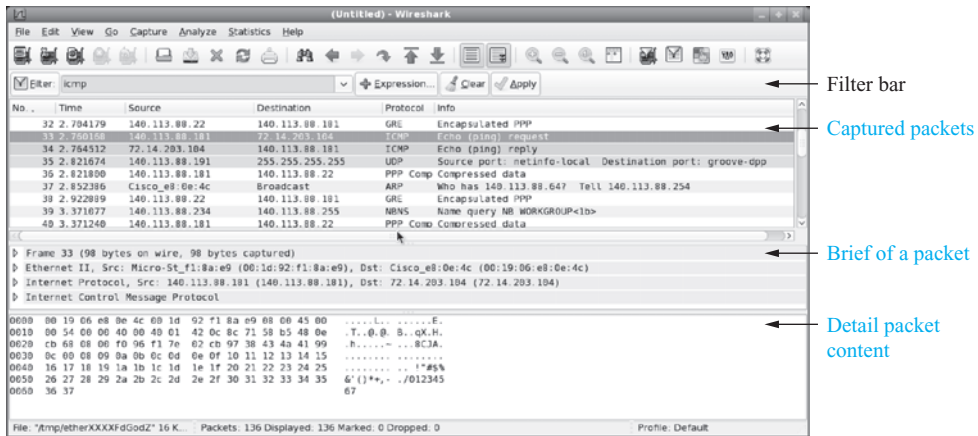 (Untitled) - Wireshark
File Edit View Go Capture Analyze Statistics Help
Filter: icmp Expression... Clear Apply
Filter bar
No. . Time Source Destination Protocol Info
32 2.704179 140.113.88.22 140.113.88.181 GRE Encapsulated PPP
33 2.760168 140.113.88.181 72.14.203.104 ICMP Echo (ping) request
Captured packets
34 2.764512 72.14.203.104 140.113.88.181 ICMP Echo (ping) reply
35 2.821674 140.113.88.191 255.255.255.255 UDP Source port: netinfo-local Destination port: groove-dpp
36 2.821800 140.113.88.181 140.113.88.22 PPP Comp Compressed data
37 2.852386 Cisco_e8:0e:4c Broadcast ARP Who has 140.113.88.64? Tell 140.113.88.254
38 2.922089 140.113.88.22 140.113.88.181 GRE Encapsulated PPP
39 3.371077 140.113.88.234 140.113.88.255 NBNS Name query NB WORKGROUP<1b>
40 3.371240 140.113.88.181 140.113.88.22 PPP Comp Compressed data
Frame 33 (98 bytes on wire, 98 bytes captured)
Brief of a packet
Ethernet II, Src: Micro-St_f1:8a:e9 (00:1d:92:f1:8a:e9), Dst: Cisco_e8:0e:4c (00:19:06:e8:0e:4c)
Internet Protocol, Src: 140.113.88.181 (140.113.88.181), Dst: 72.14.203.104 (72.14.203.104)
Internet Control Message Protocol
0000 00 19 06 e8 0e 4c 00 1d 92 f1 8a e9 08 00 45 00 .....L.. ......E.
Detail packet
content
0010 00 54 00 00 40 00 40 01 42 0c 8c 71 58 b5 48 0e .T..@.@. B..qX.H.
0020 cb 68 08 00 f0 96 f1 7e 02 cb 97 38 43 4a 41 99 .h.....~ ...8CJA.
0030 0c 00 08 09 0a 0b 0c 0d 0e 0f 10 11 12 13 14 15 ........ ........
0040 16 17 18 19 1a 1b 1c 1d 1e 1f 20 21 22 23 24 25 ........ .. !"#$%
0050 26 27 28 29 2a 2b 2c 2d 2e 2f 30 31 32 33 34 35 &'()*+,- ./012345
0060 36 37 67
File: "/tmp/etherXXXXFdGodZ" 16 K... Packets: 136 Displayed: 136 Marked: 0 Dropped: 0 Profile: Default